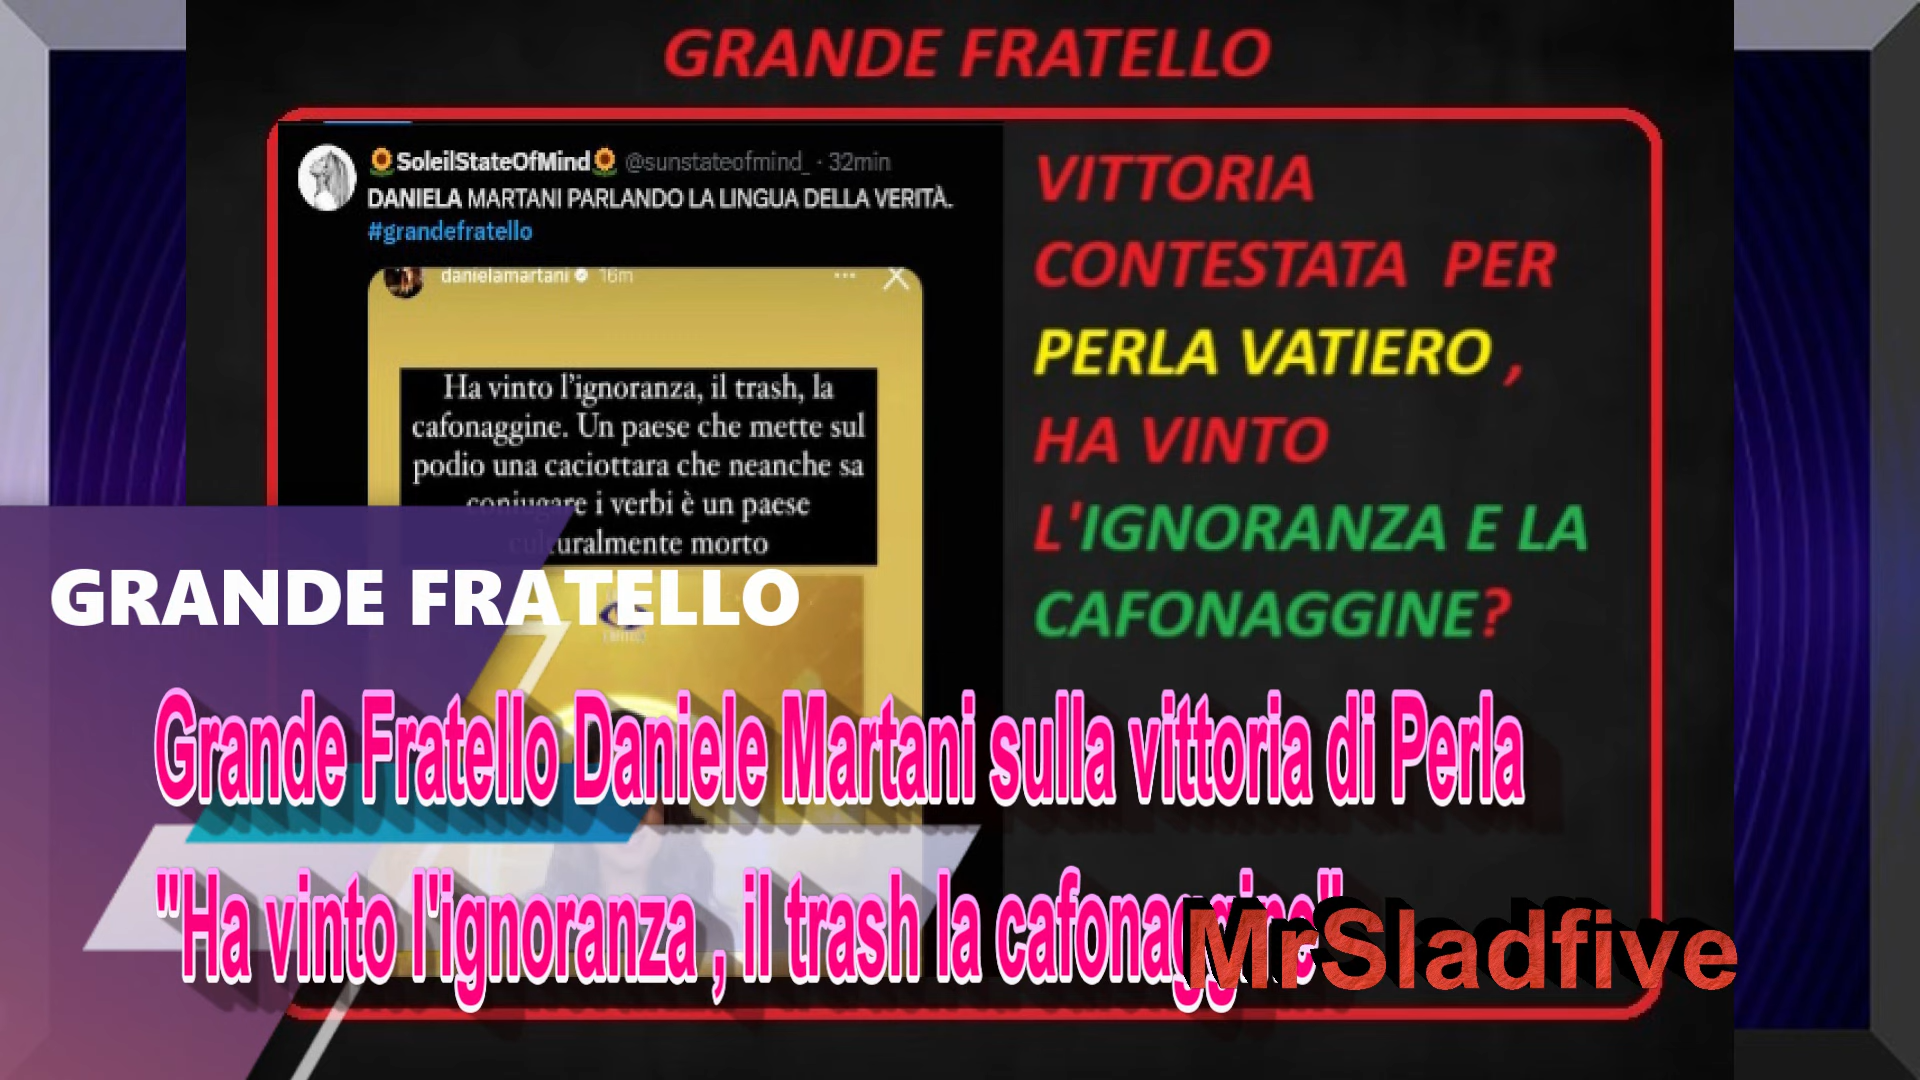 GRANDE FRATELLO
🌻SoleilStateOfMind🌻 @sunstateofmind_ · 32min
DANIELA MARTANI PARLANDO LA LINGUA DELLA VERITÀ.
#grandefratello
danielamartani 16m
Ha vinto l'ignoranza, il trash, la
cafonaggine. Un paese che mette sul
podio una caciottara che neanche sa
coniugare i verbi è un paese
culturalmente morto
VITTORIA
CONTESTATA PER
PERLA VATIERO ,
HA VINTO
L'IGNORANZA E LA
CAFONAGGINE?
GRANDE FRATELLO
Grande Fratello Daniele Martani sulla vittoria di Perla
"Ha vinto l'ignoranza , il trash la cafonaggine"
MrSladfive